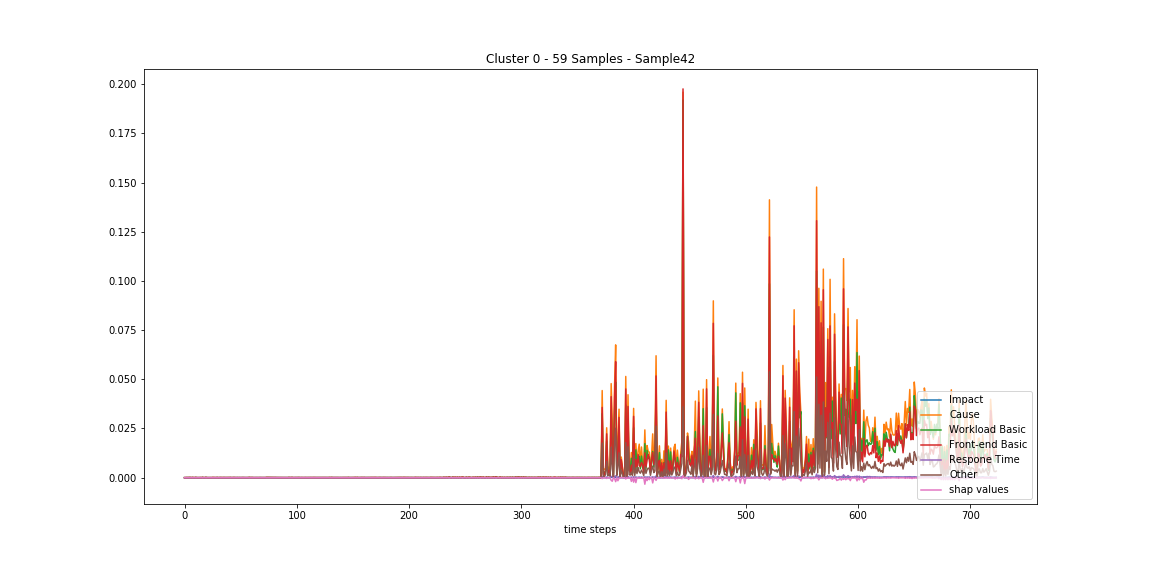 Cluster 0 - 59 Samples - Sample42
0.200
0.175
0.150
0.125
0.100
0.075
0.050
0.025
0.000
Impact
Cause
Workload Basic
Front-end Basic
Respone Time
Other
shap values
0 100 200 300 400 500 600 700
time steps